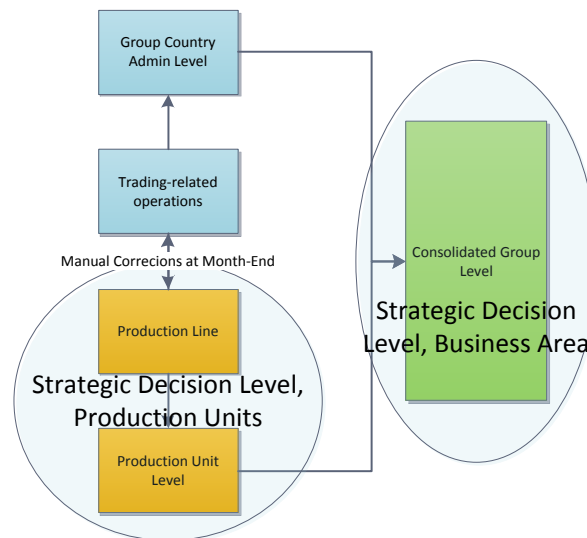 Group Country
Admin Level
Trading-related
operations
Manual Correcions at Month-End
Production Line
Strategic Decision Level,
Production Units
Production Unit
Level
Consolidated Group
Level
Strategic Decision
Level, Business Area